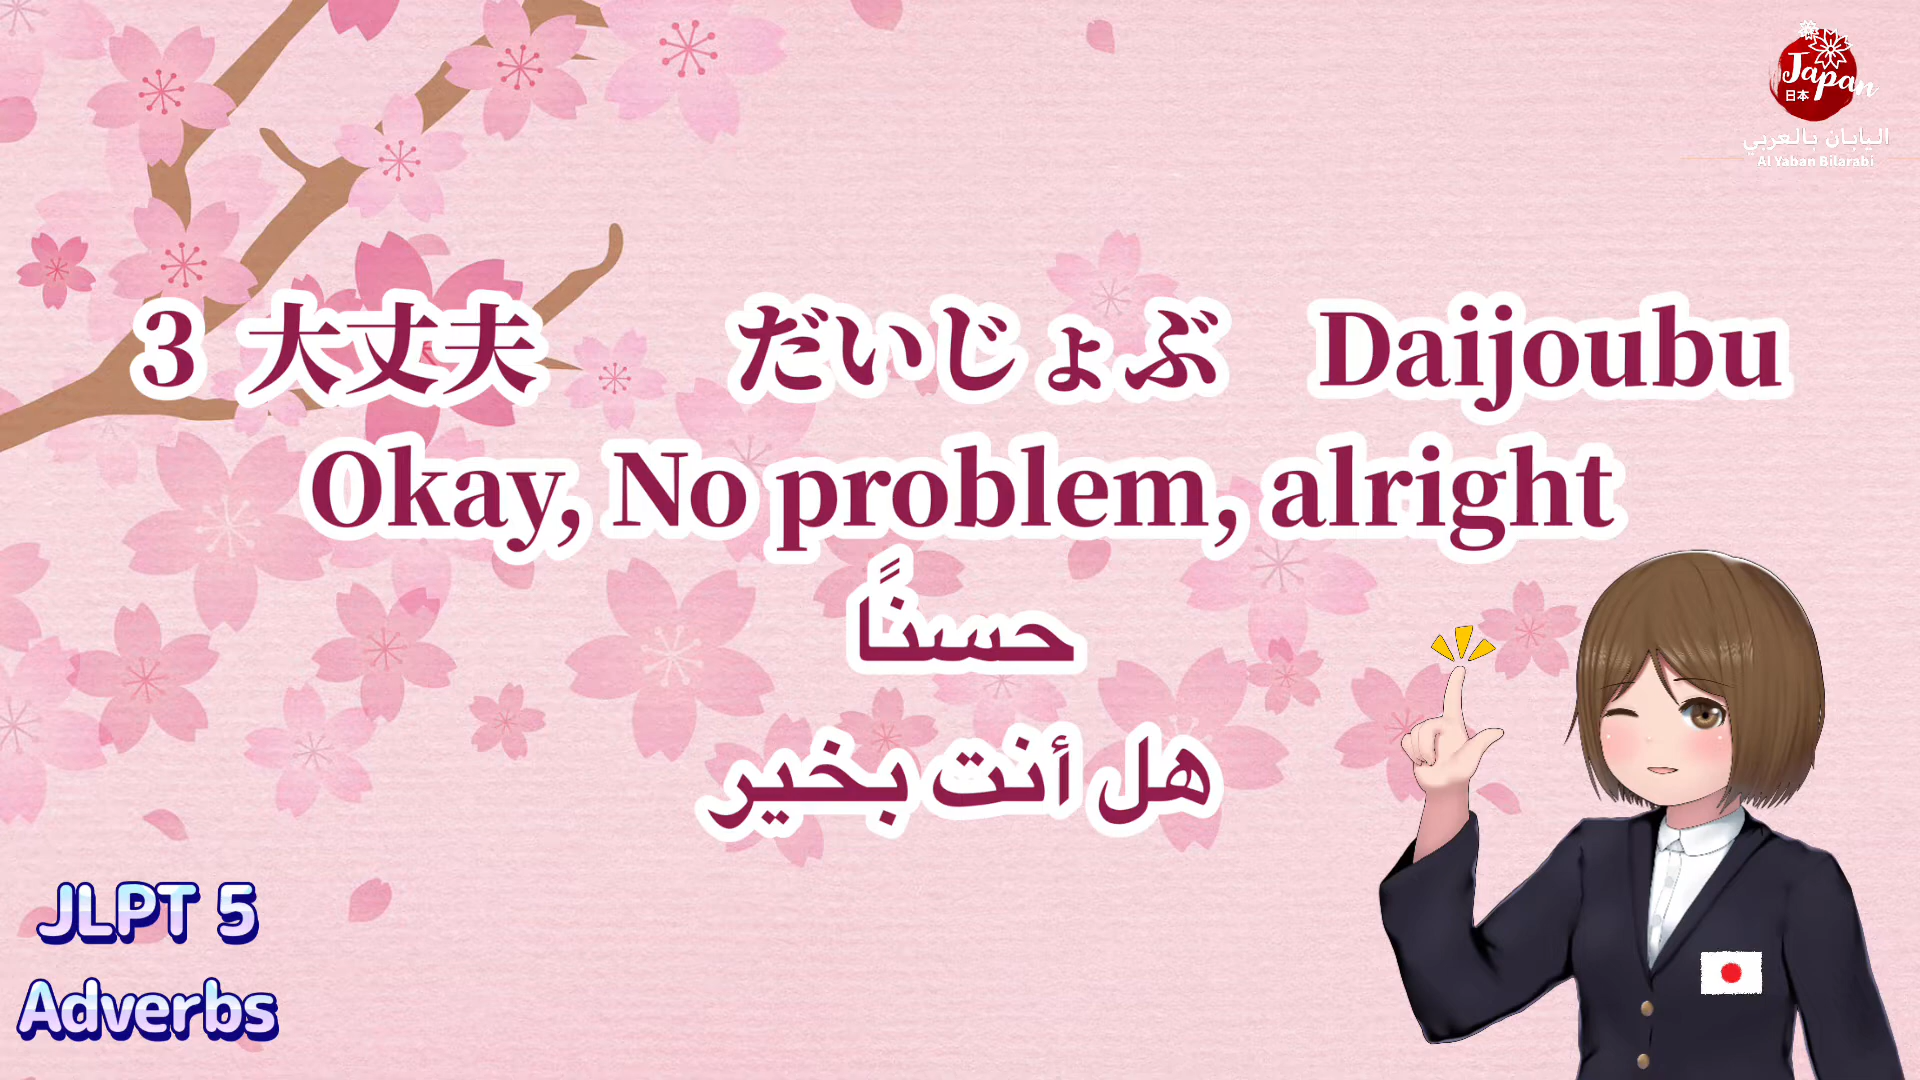 Japan
日本
اليابان بالعربي
Al Yaban Bilarabi
3 大丈夫 だいじょぶ Daijoubu
Okay, No problem, alright
حسنًا
هل أنت بخير
JLPT 5
Adverbs